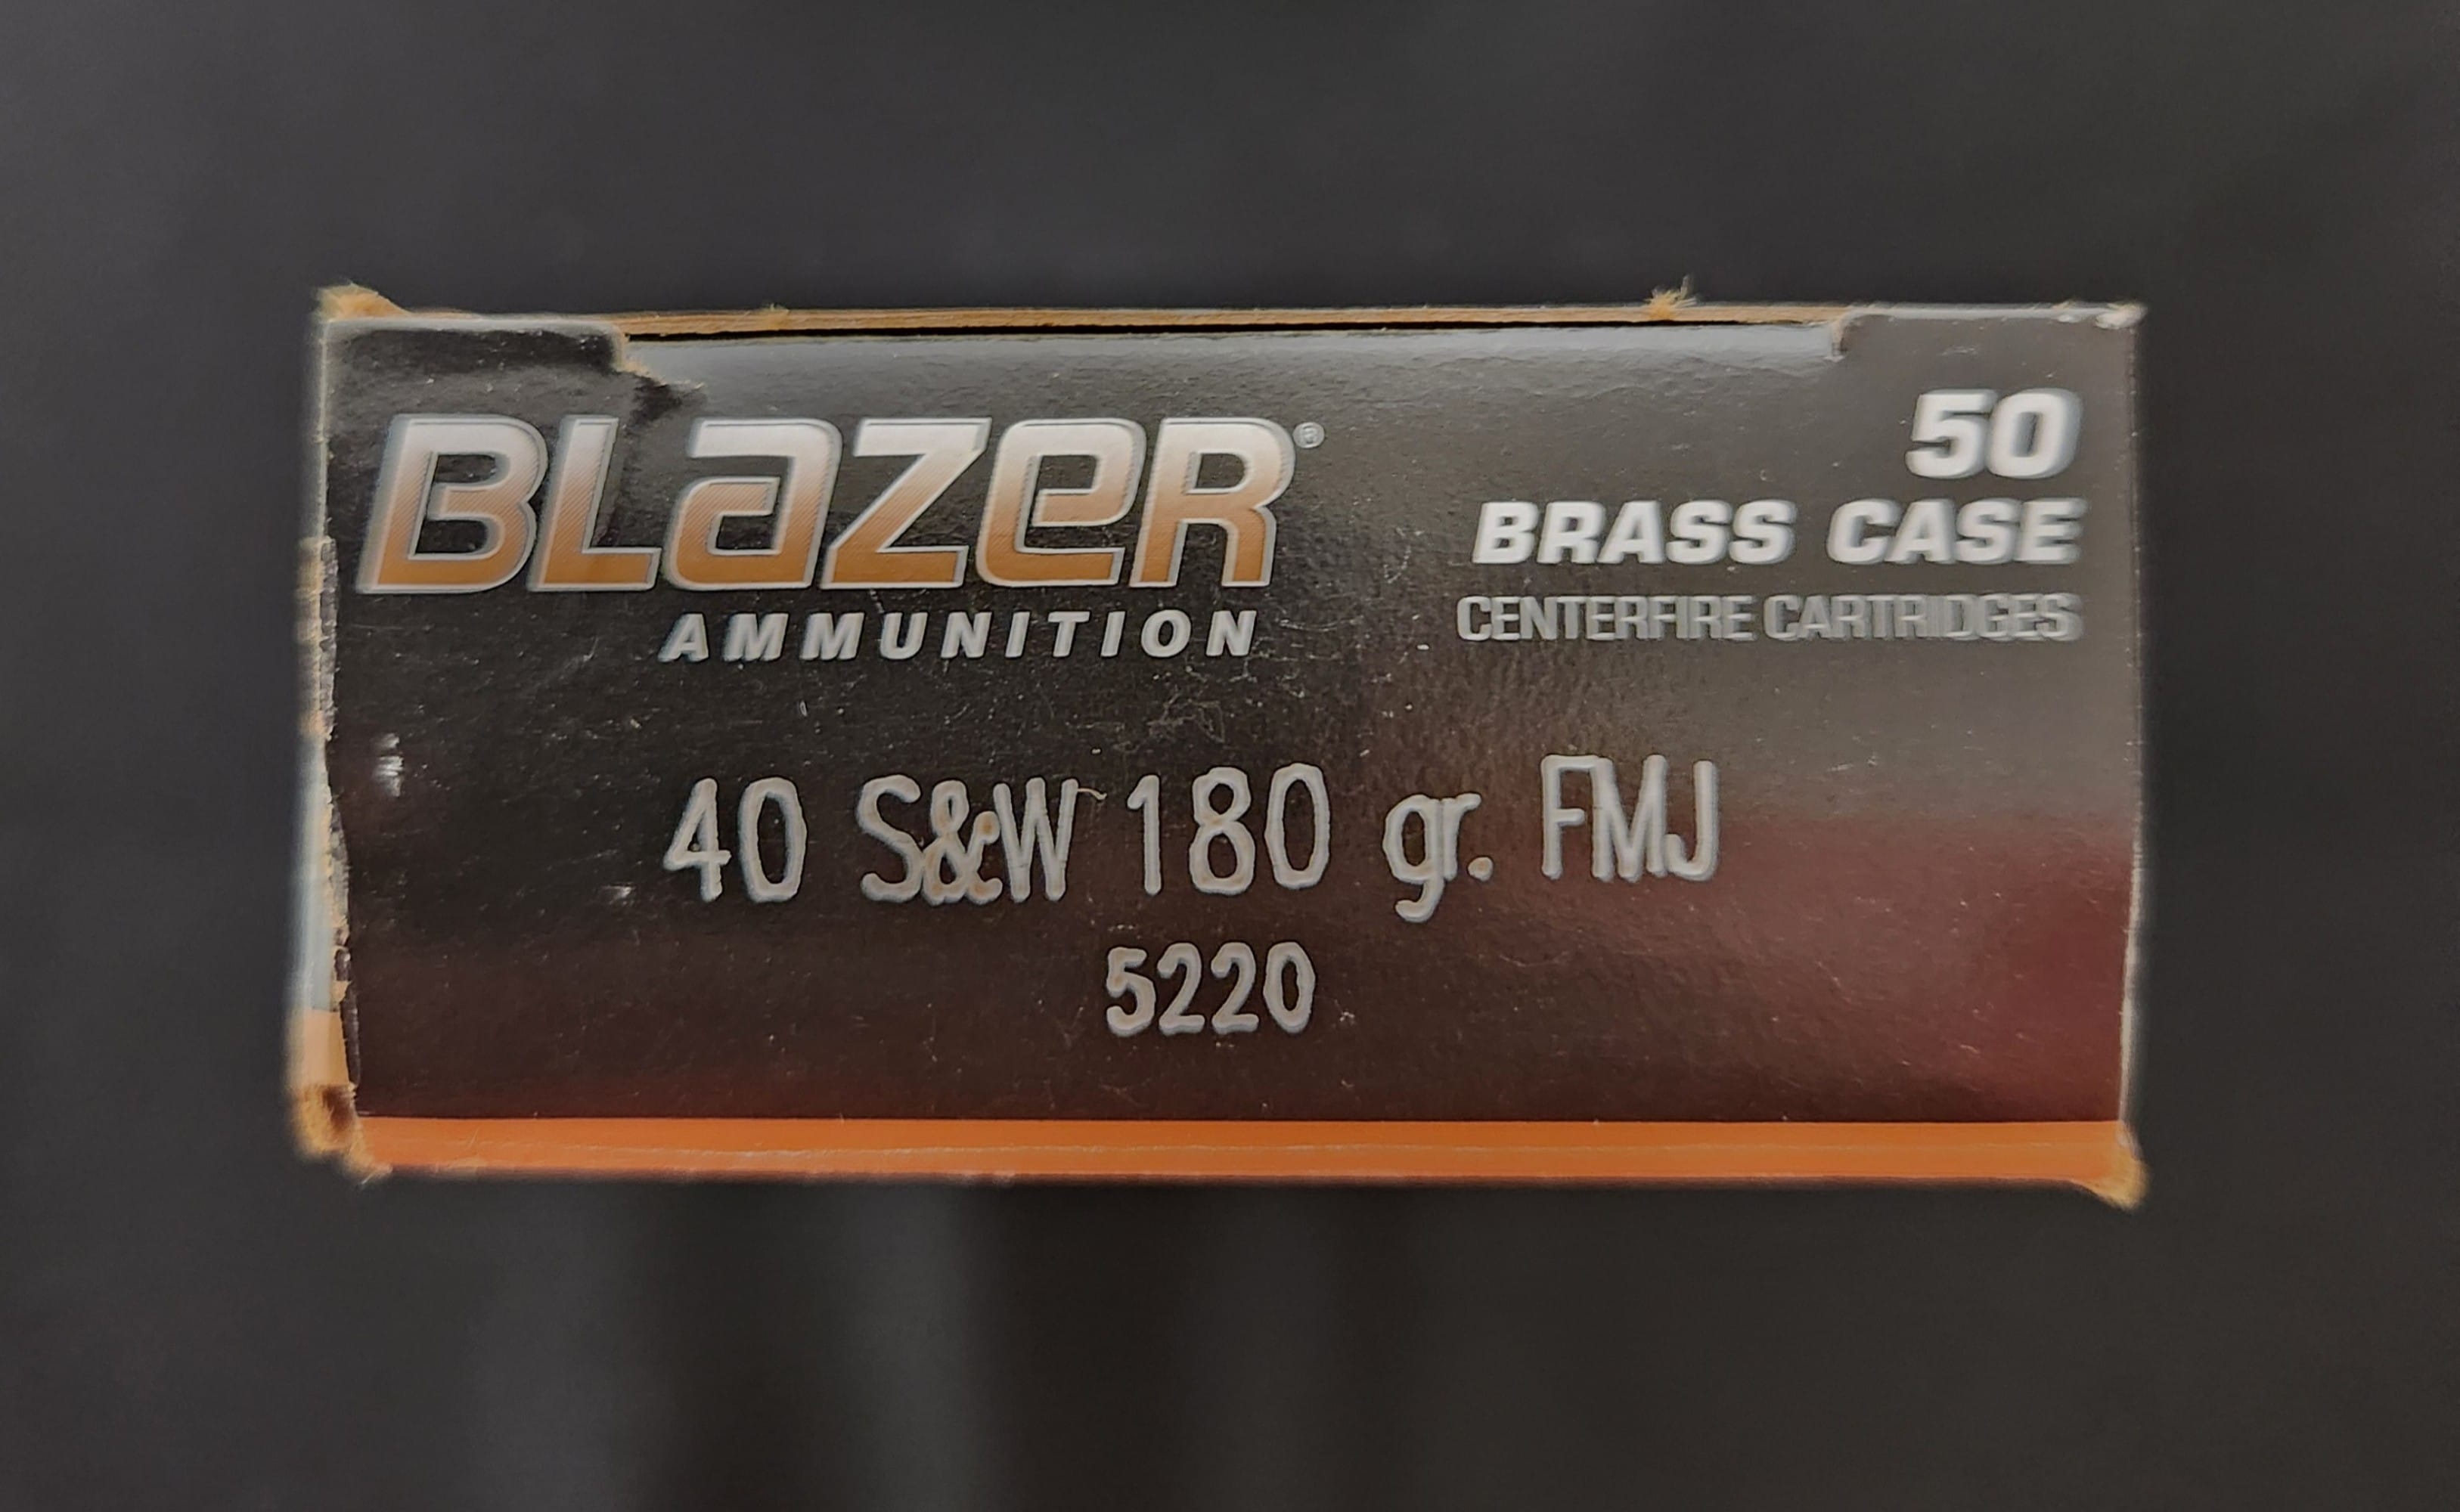 BLazeR®
AMMUNITION
50
BRASS CASE
CENTERFIRE CARTRIDGES
40 S&W 180 gr. FMJ
5220